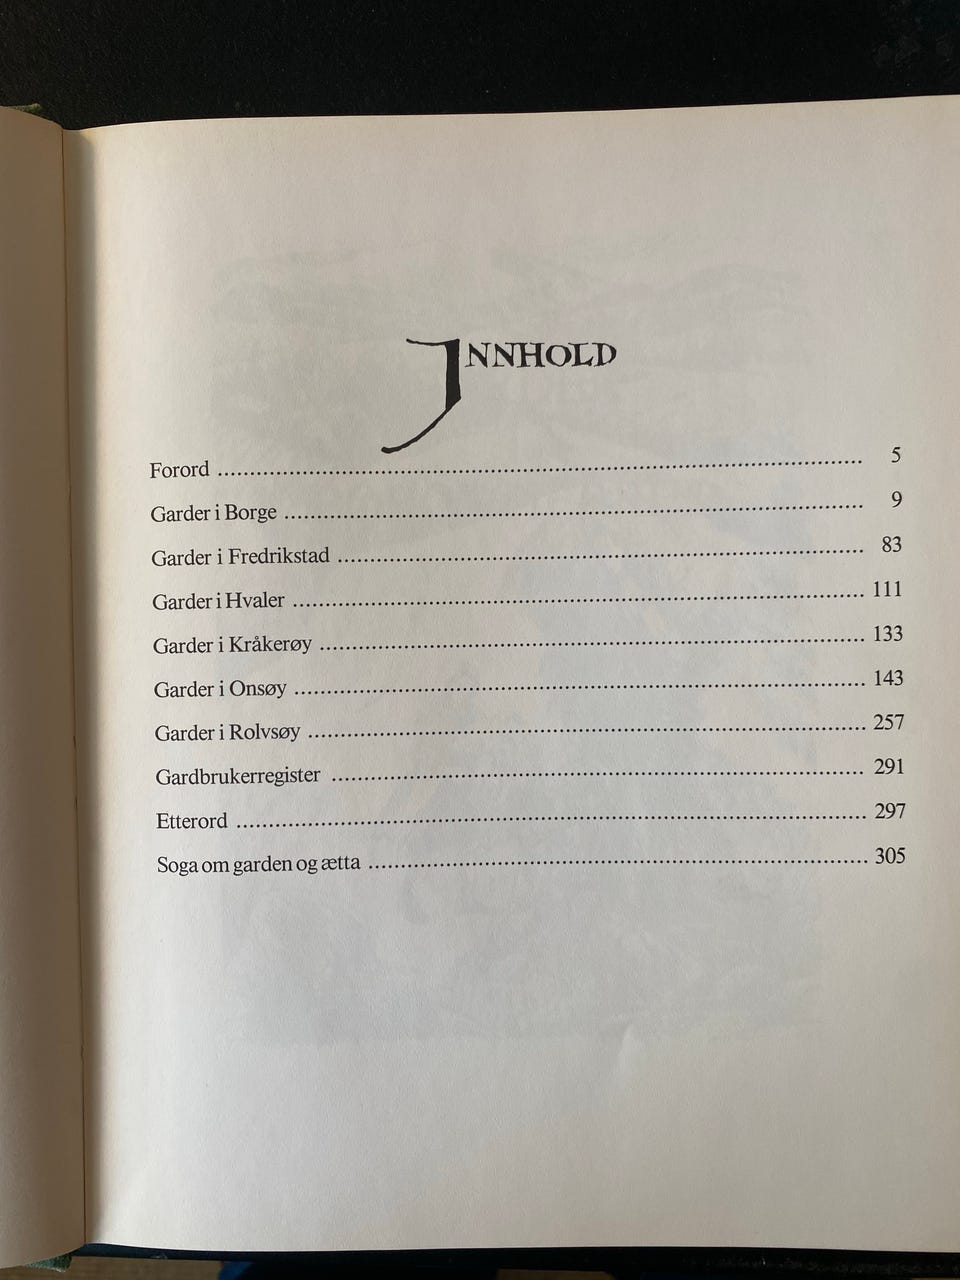 INNHOLD
Forord ........................................ 5
Garder i Borge ........................................ 9
Garder i Fredrikstad ........................................ 83
Garder i Hvaler ........................................ 111
Garder i Kråkerøy ........................................ 133
Garder i Onsøy ........................................ 143
Garder i Rolvsøy ........................................ 257
Gardbrukerregister ........................................ 291
Etterord ........................................ 297
Soga om garden og ætta ........................................ 305